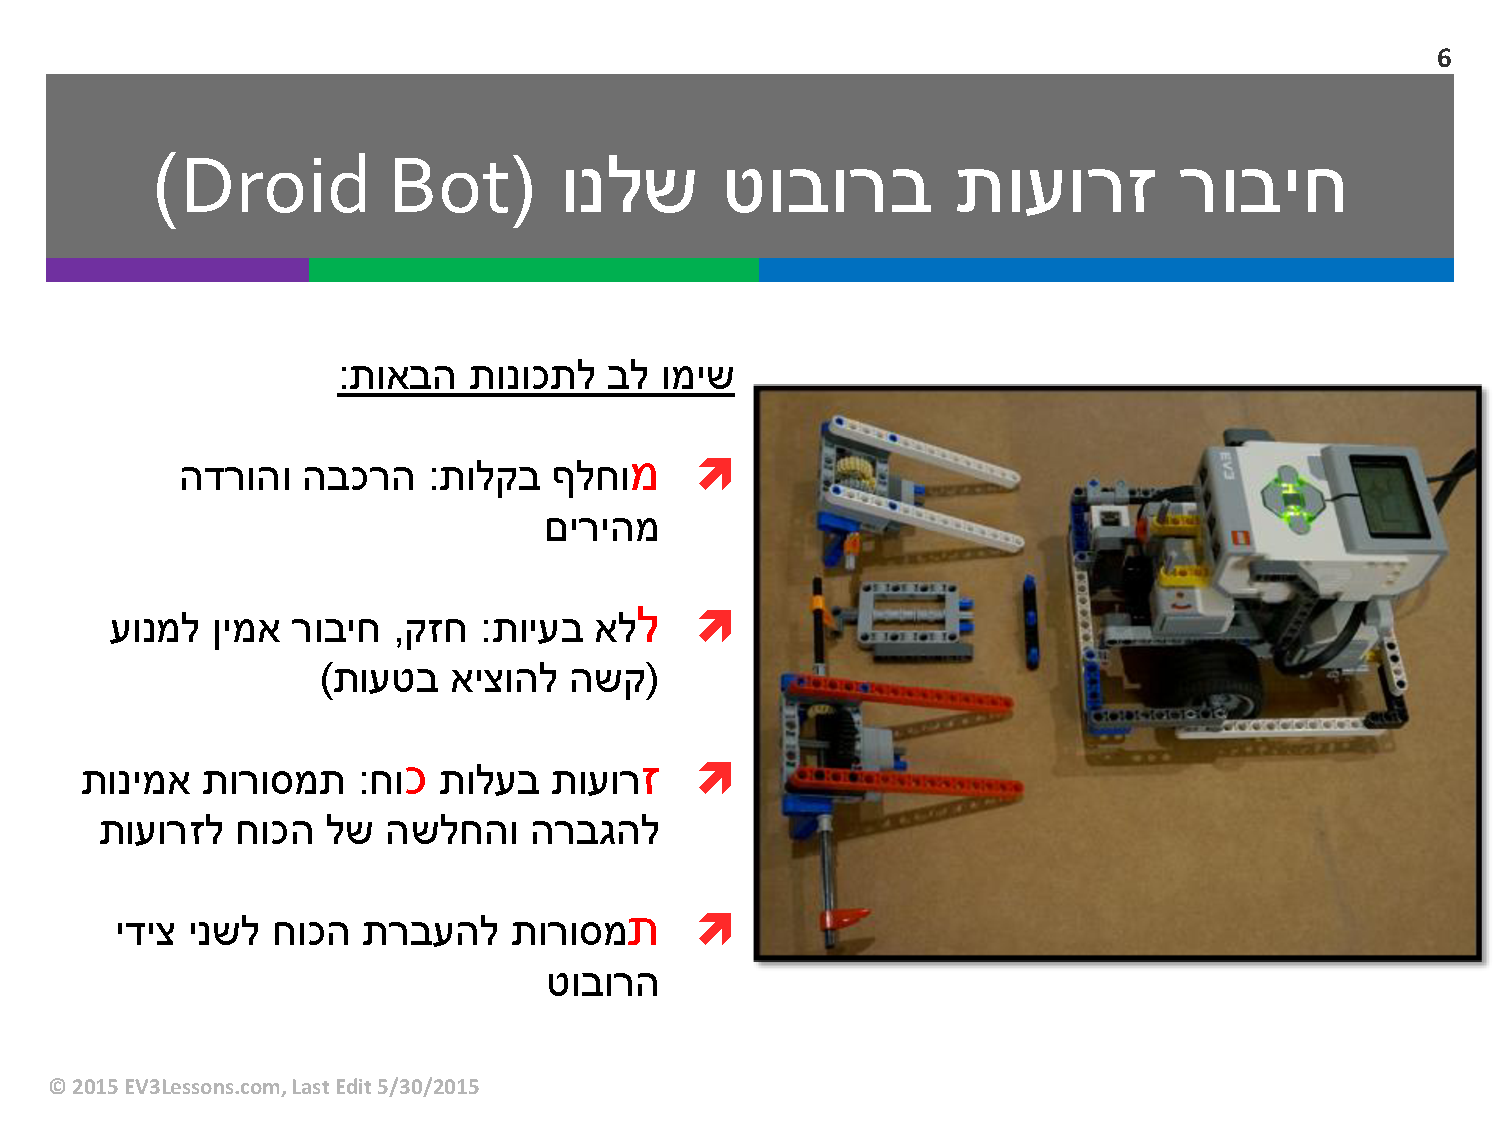 6
חיבור זרועות ברובוט שלנו (Droid Bot)
שימו לב לתכונות הבאות:
מוחלף בקלות: הרכבה והורדה
מהירים
ללא בעיות: חזק, חיבור אמין למנוע
(קשה להוציא בטעות)
זרועות בעלות כוח: תמסורות אמינות
להגברה והחלשה של הכוח לזרועות
תמסורות להעברת הכוח לשני צידי
הרובוט
EV3
© 2015 EV3Lessons.com, Last Edit 5/30/2015